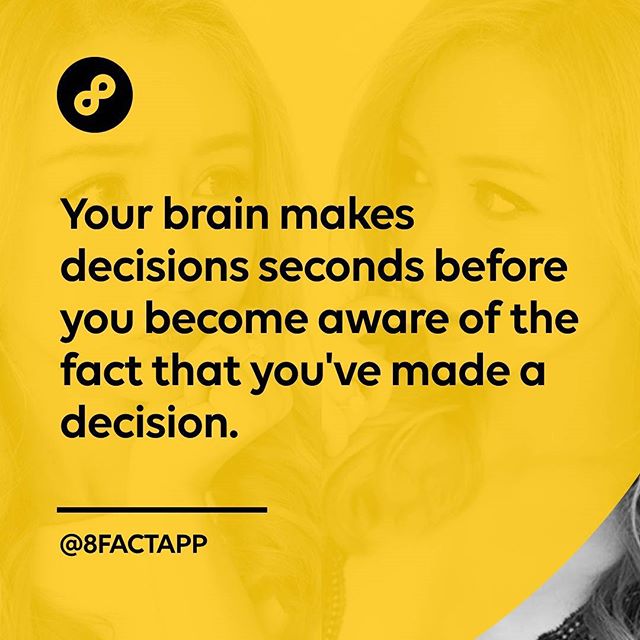 Your brain makes
decisions seconds before
you become aware of the
fact that you've made a
decision.
@8FACTAPP